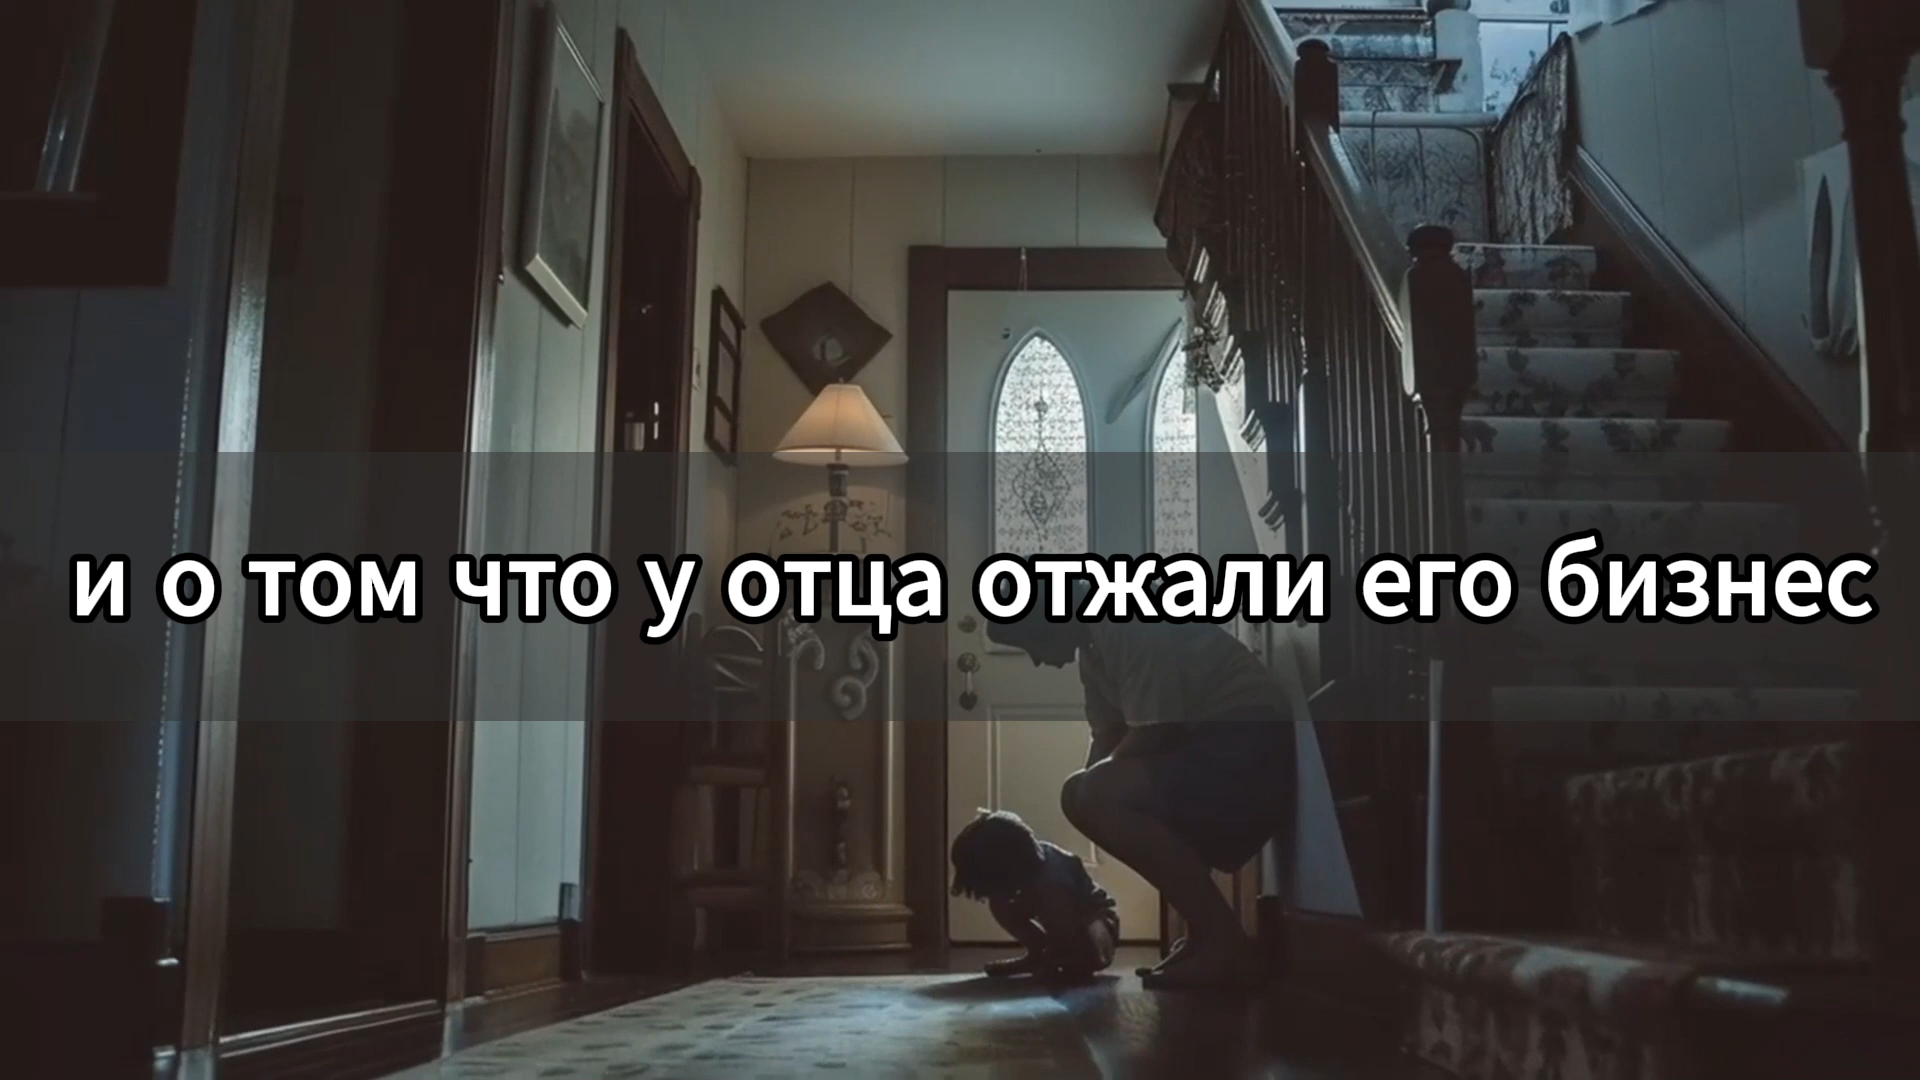 и о том что у отца отжали его бизнес